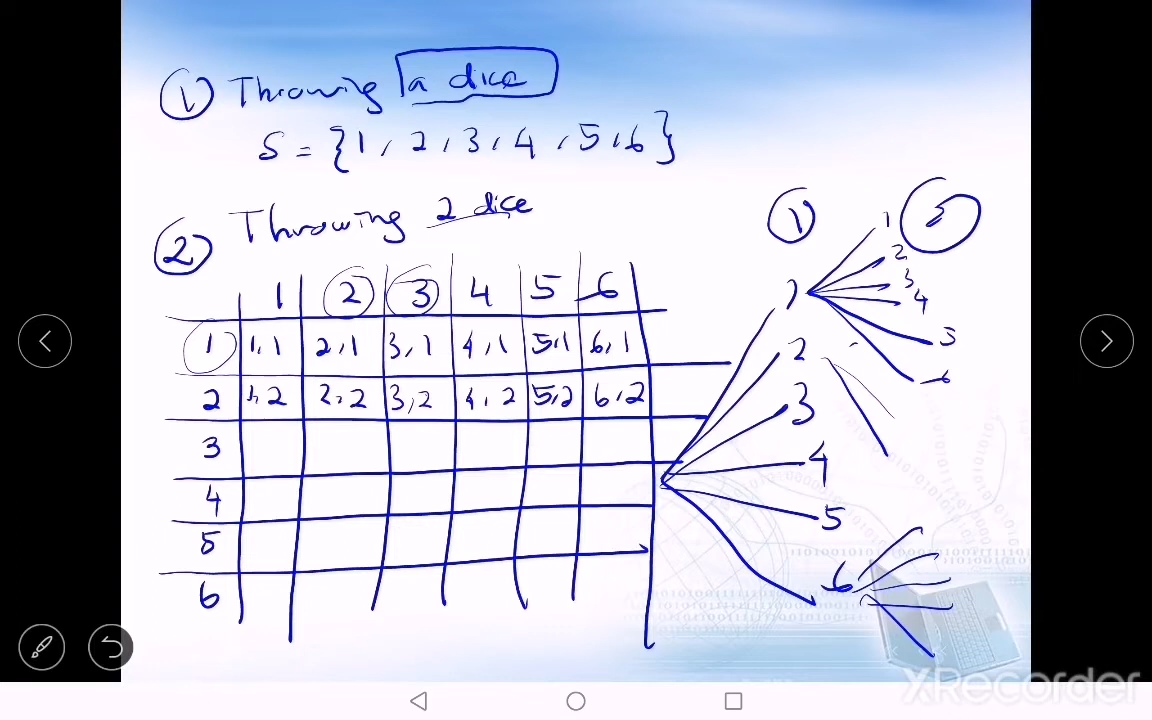 ① Throwing a dice
S = {1, 2, 3, 4, 5, 6}
② Throwing 2 dice
1 2 3 4 5 6
1 1,1 2,1 3,1 4,1 5,1 6,1
2 1,2 2,2 3,2 4,2 5,2 6,2
3
4
5
6
①
1
1
2
3
4
5
6
2
3
4
5
6
XRecorder